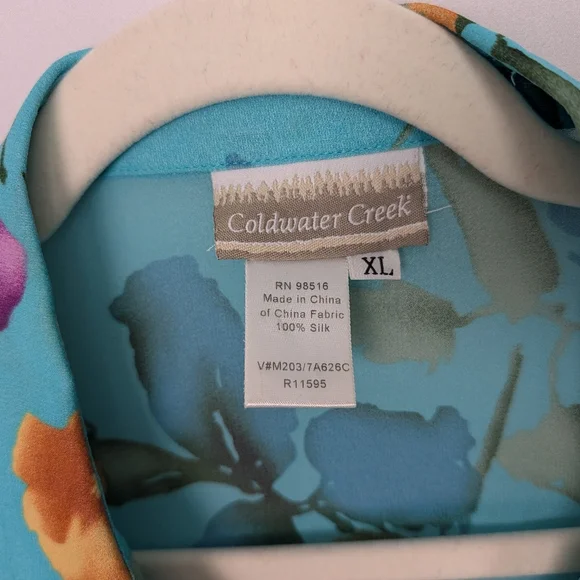 Coldwater Creek
XL
RN 98516
Made in China
of China Fabric
100% Silk
V#M203/7A626C
R11595